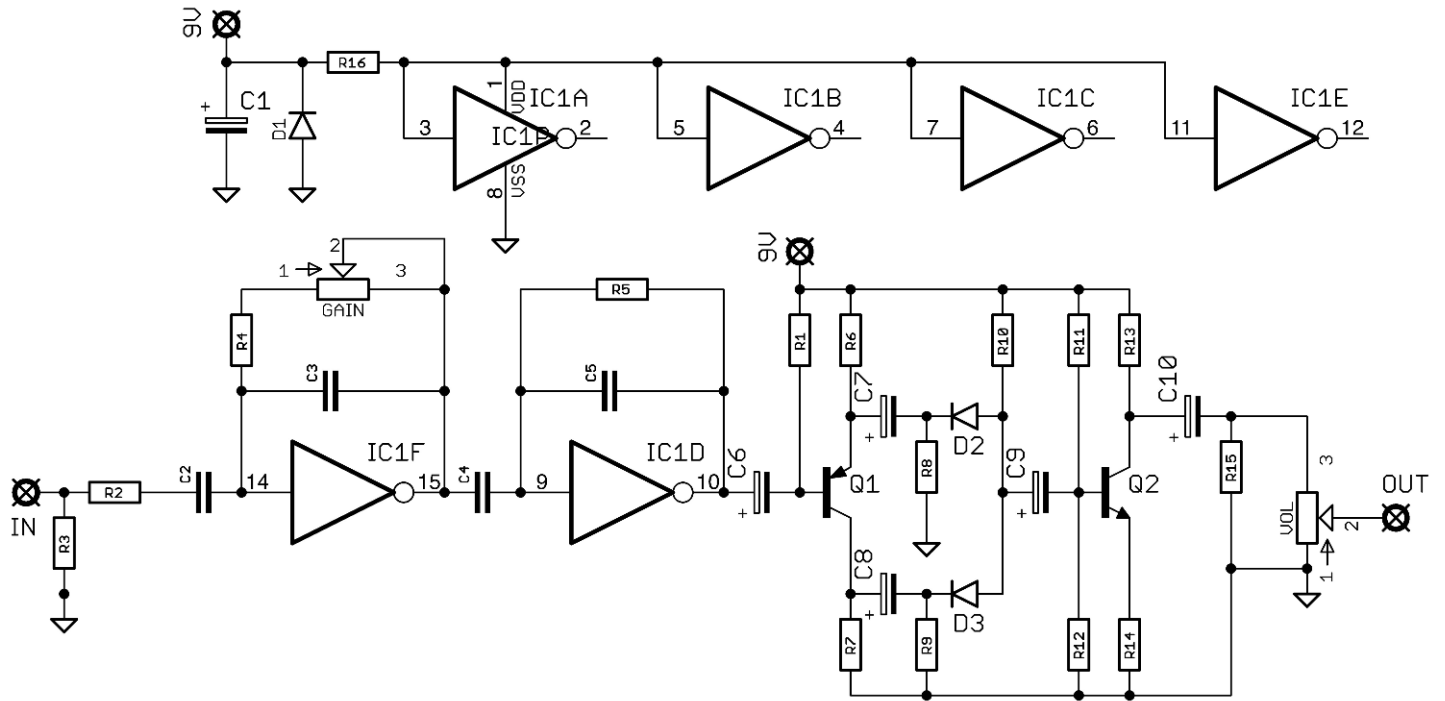 9V
R16
C1
+
D1
1
VDD
IC1A
3
IC1P
2
VSS
8
IC1B
5
4
IC1C
7
6
IC1E
11
12
2
1
3
GAIN
R4
C3
IC1F
14
15
R5
C5
IC1D
9
10
IN
R2
C2
R3
C4
C6
+
9V
R1
R6
R10
R11
R13
C7
+
D2
R8
C9
+
C10
+
Q1
Q2
R15
3
VOL
2
OUT
1
C8
+
D3
R7
R9
R12
R14